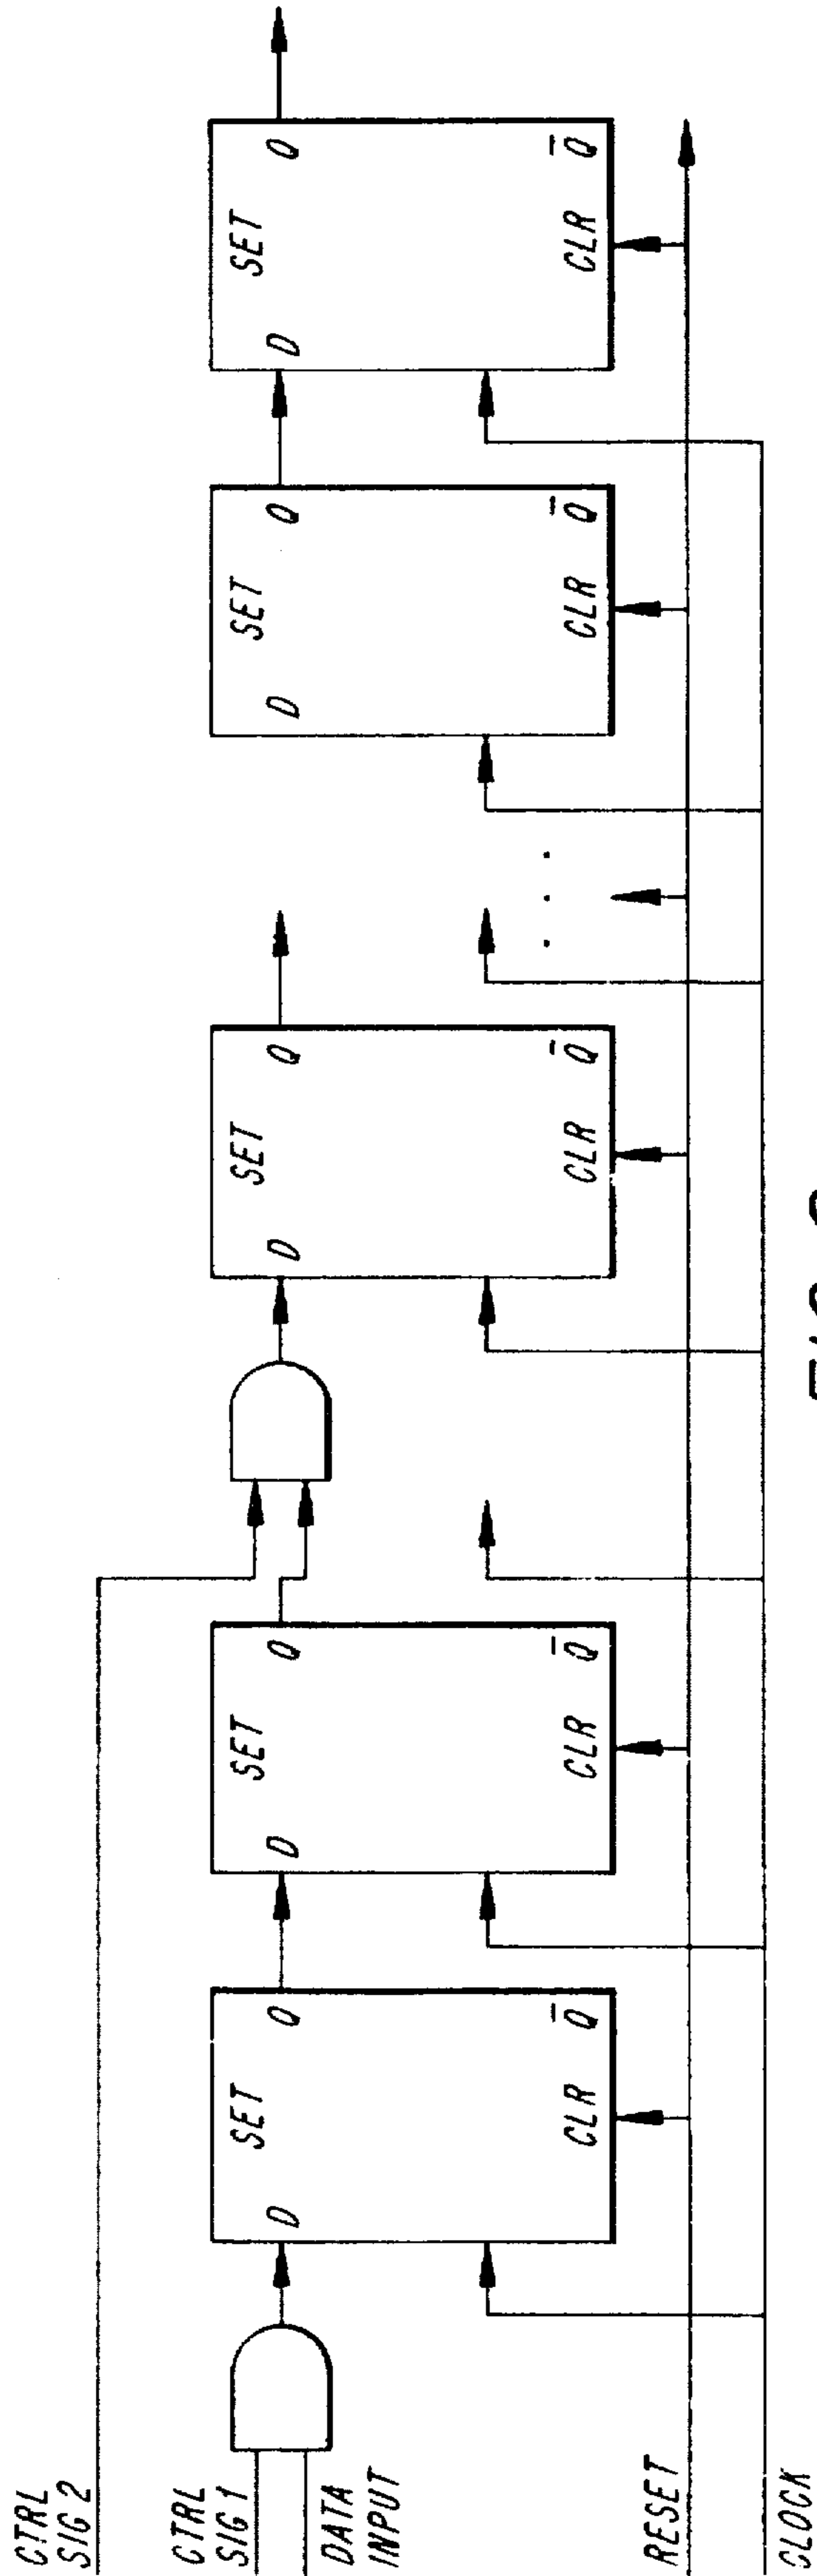 CTRL
SIG 2
CTRL
SIG 1
DATA
INPUT
D SET Q
CLR Q̅
D SET Q
CLR Q̅
D SET Q
CLR Q̅
. . .
D SET Q
CLR Q̅
D SET Q
CLR Q̅
RESET
CLOCK
FIG.